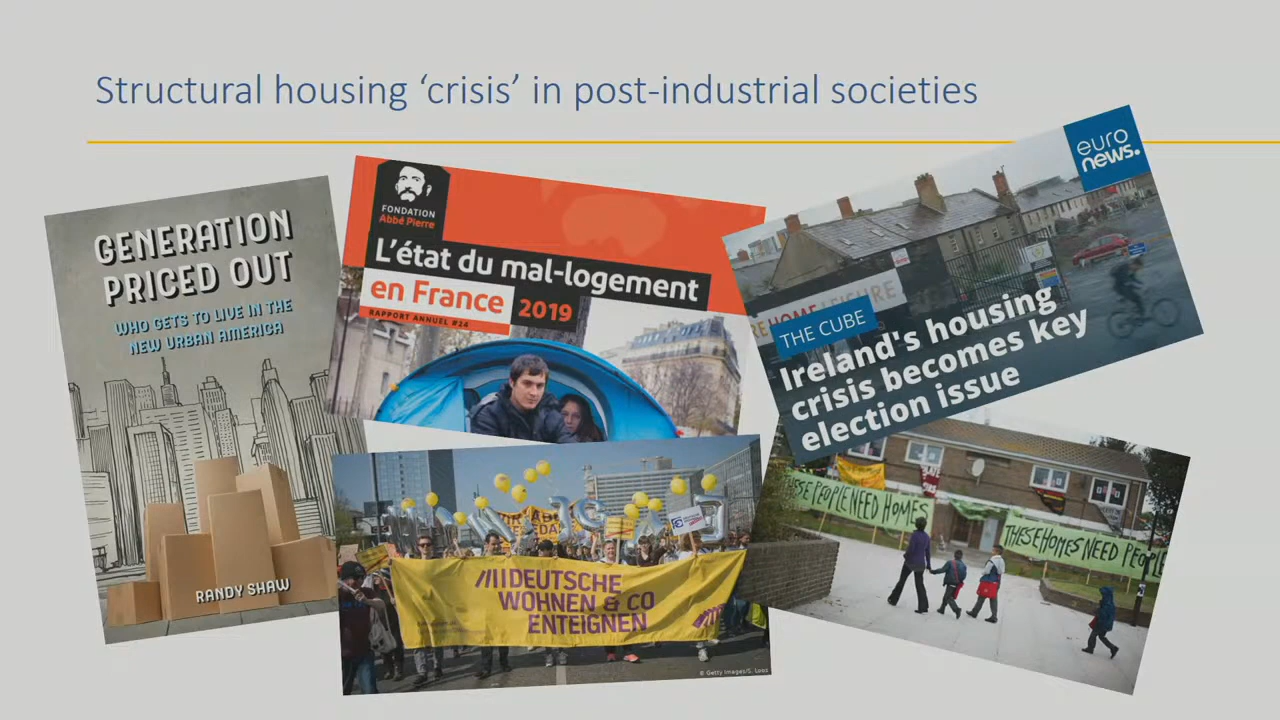 Structural housing ‘crisis’ in post-industrial societies
GENERATION
PRICED OUT
WHO GETS TO LIVE IN THE
NEW URBAN AMERICA
RANDY SHAW
FONDATION
Abbé Pierre
L'état du mal-logement
en France 2019
RAPPORT ANNUEL #24
euro
news.
THE CUBE
Ireland's housing
crisis becomes key
election issue
DEUTSCHE
WOHNEN & CO
ENTEIGNEN
© Getty Images/S. Loos
THESE PEOPLE NEED HOMES
THESE HOMES NEED PEOPLE